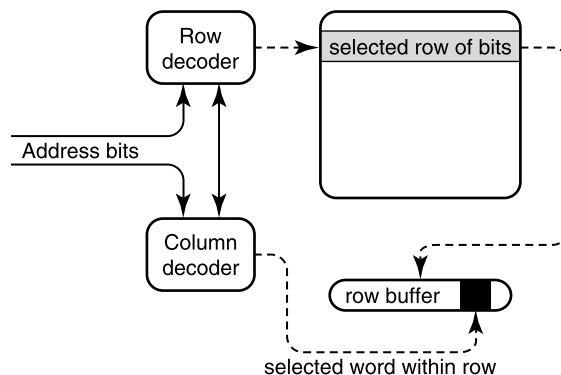 Row
decoder
selected row of bits
Address bits
Column
decoder
row buffer
selected word within row